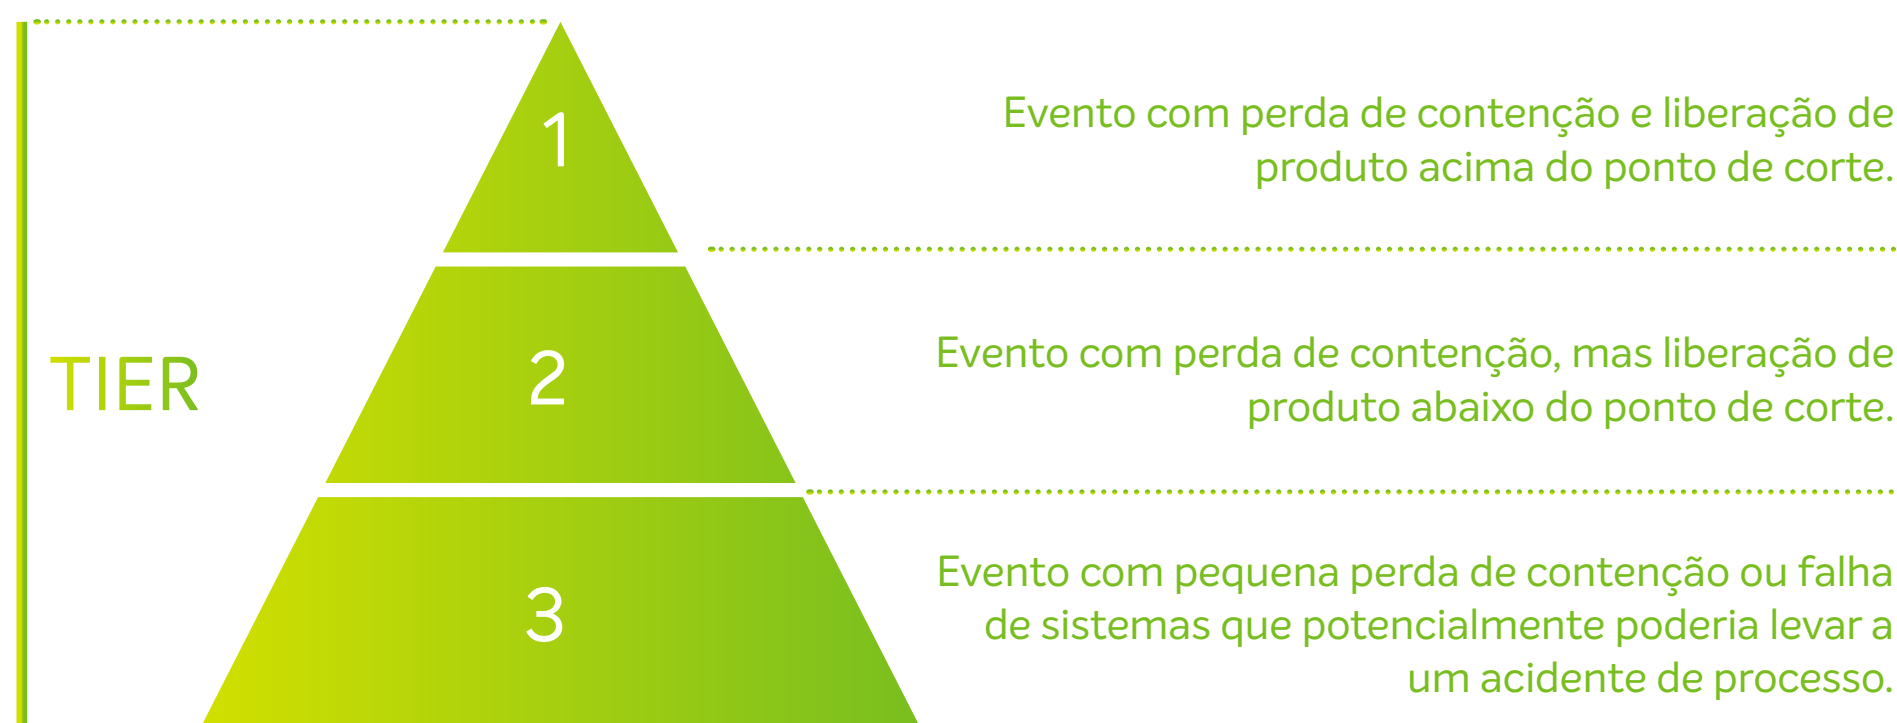 TIER
1
Evento com perda de contenção e liberação de
produto acima do ponto de corte.
2
Evento com perda de contenção, mas liberação de
produto abaixo do ponto de corte.
3
Evento com pequena perda de contenção ou falha
de sistemas que potencialmente poderia levar a
um acidente de processo.